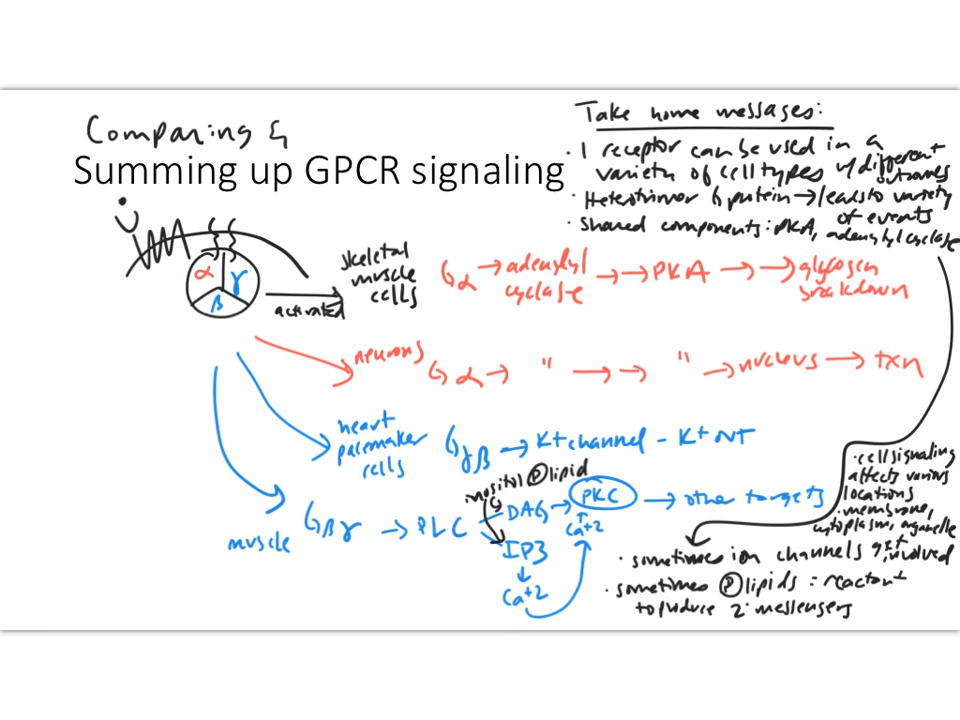 Comparing &
Summing up GPCR signaling
Take home messages:
· 1 receptor can be used in a
variety of cell types w/ different
outcomes
· Heterotrimer G protein → leads to variety
of events
· Shared components: PKA, adenylyl cyclase
α γ
β
activated
skeletal
muscle
cells
Gα → adenylyl
cyclase → → PKA → → glycogen
breakdown
neurons
Gα → " → → " → nucleus → txn
heart
pacemaker
cells
Gγβ → K+ channel - K+
inositol P lipid
muscle
Gβγ → PLC
DAG → PKC → other targets
Ca+2
IP3
↓
Ca+2
· cell signaling
affects various
locations
· membrane,
cytoplasm, organelle
· sometimes ion channels get involved
· sometimes P lipids = reactant
to produce 2° messengers